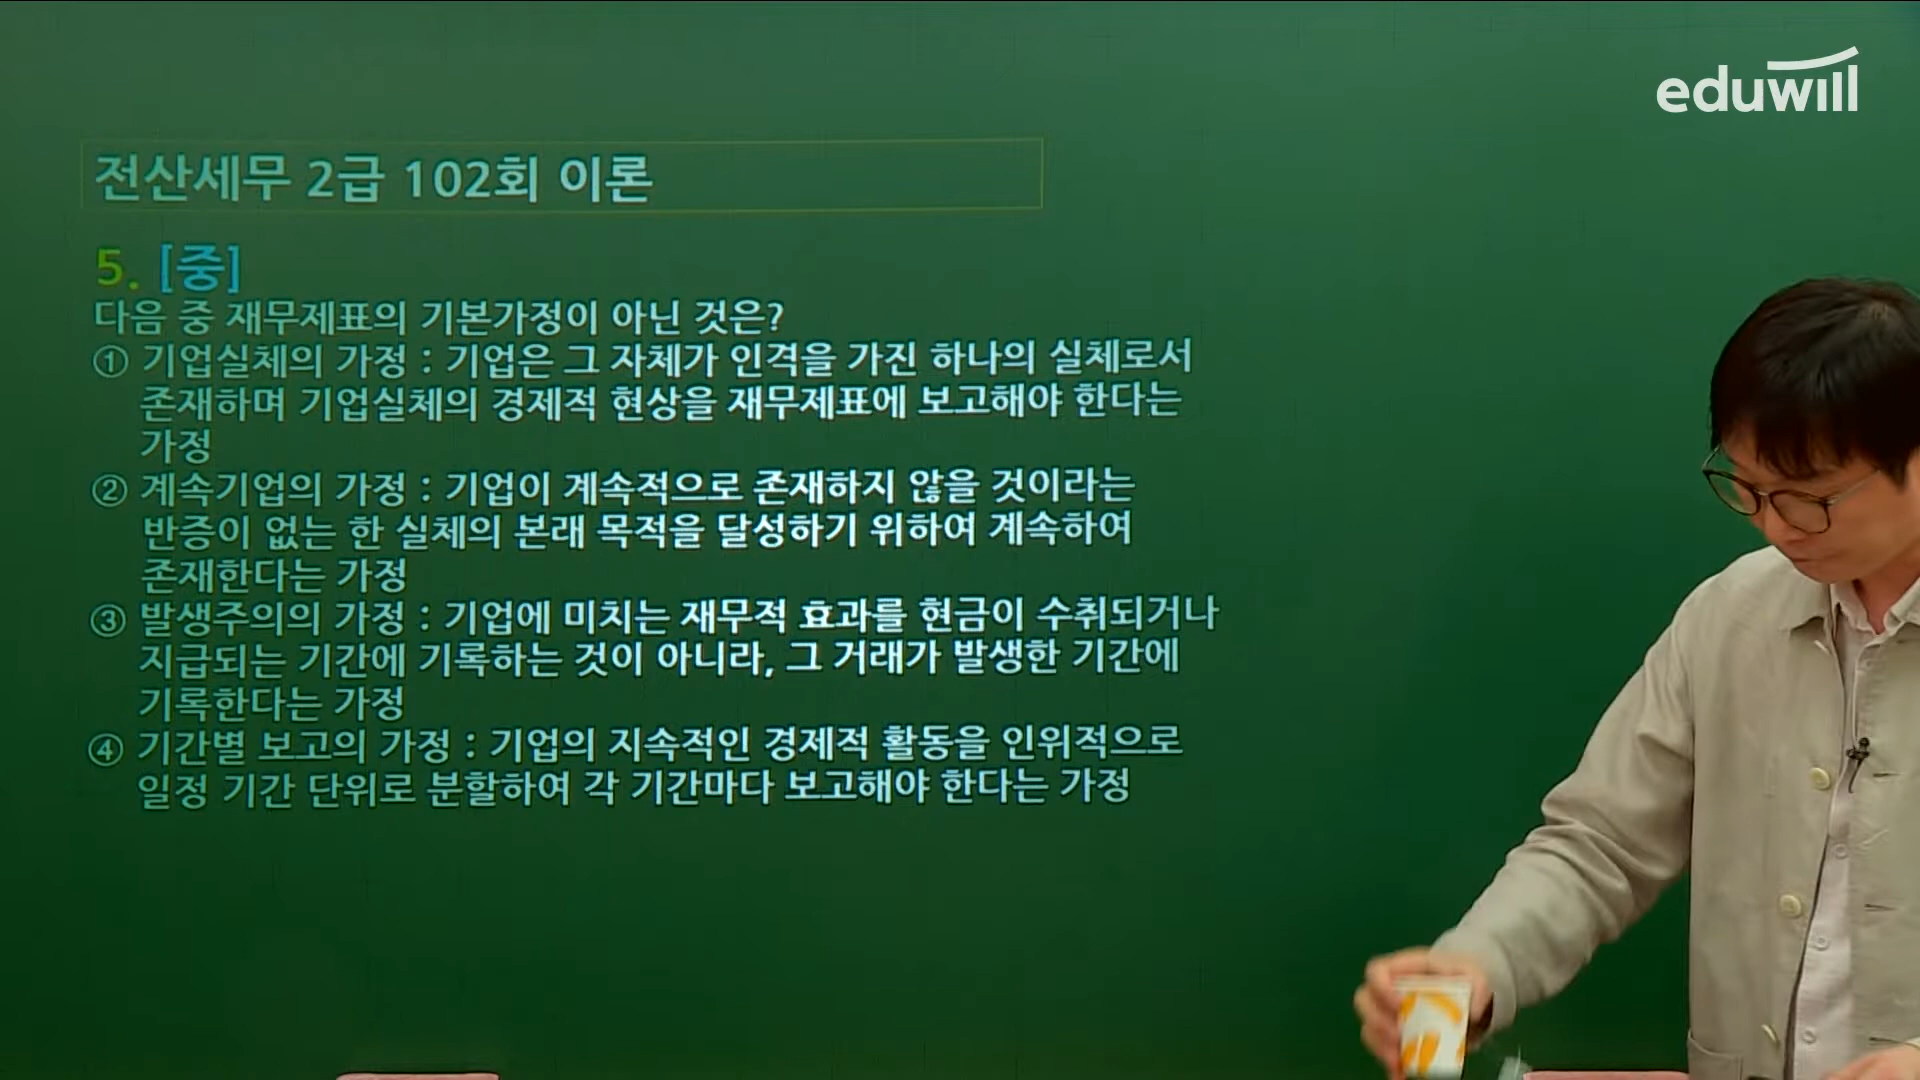 eduwill
전산세무 2급 102회 이론
5. [중]
다음 중 재무제표의 기본가정이 아닌 것은?
① 기업실체의 가정 : 기업은 그 자체가 인격을 가진 하나의 실체로서
존재하며 기업실체의 경제적 현상을 재무제표에 보고해야 한다는
가정
② 계속기업의 가정 : 기업이 계속적으로 존재하지 않을 것이라는
반증이 없는 한 실체의 본래 목적을 달성하기 위하여 계속하여
존재한다는 가정
③ 발생주의의 가정 : 기업에 미치는 재무적 효과를 현금이 수취되거나
지급되는 기간에 기록하는 것이 아니라, 그 거래가 발생한 기간에
기록한다는 가정
④ 기간별 보고의 가정 : 기업의 지속적인 경제적 활동을 인위적으로
일정 기간 단위로 분할하여 각 기간마다 보고해야 한다는 가정